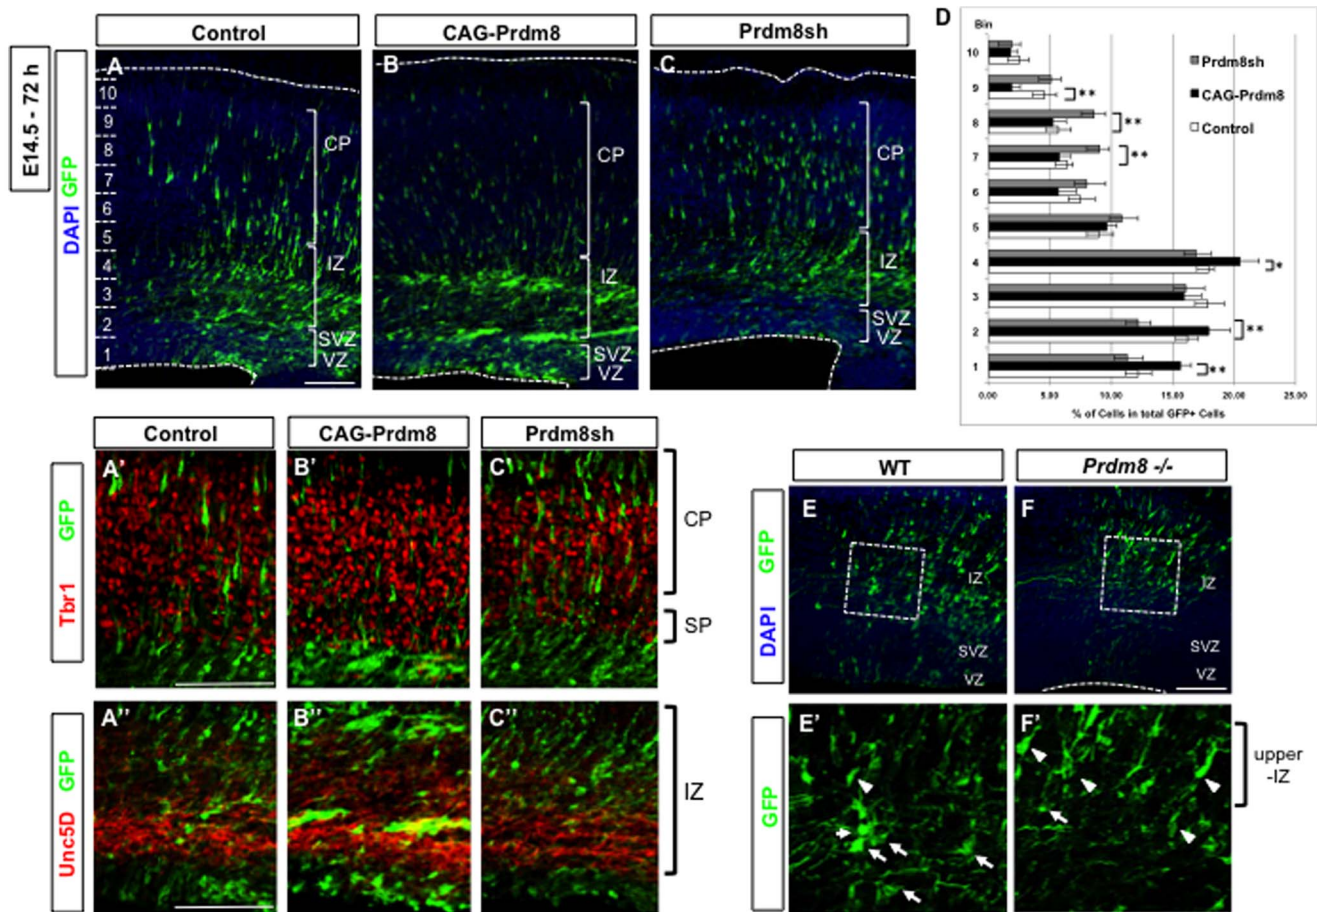 Control
CAG-Prdm8
Prdm8sh
E14.5 - 72 h
DAPI GFP
A
10
9
8
7
6
5
4
3
2
1
CP
IZ
SVZ
VZ
B
CP
IZ
SVZ
VZ
C
CP
IZ
SVZ
VZ
D
Bin
10
9
8
7
6
5
4
3
2
1
**
**
**
*
**
**
Prdm8sh
CAG-Prdm8
Control
0.00 5.00 10.00 15.00 20.00 25.00
% of Cells in total GFP+ Cells
Control
CAG-Prdm8
Prdm8sh
Tbr1 GFP
A'
B'
C'
CP
SP
Unc5D GFP
A''
B''
C''
IZ
WT
Prdm8 -/-
DAPI GFP
E
IZ
SVZ
VZ
F
IZ
SVZ
VZ
GFP
E'
F'
upper
-IZ